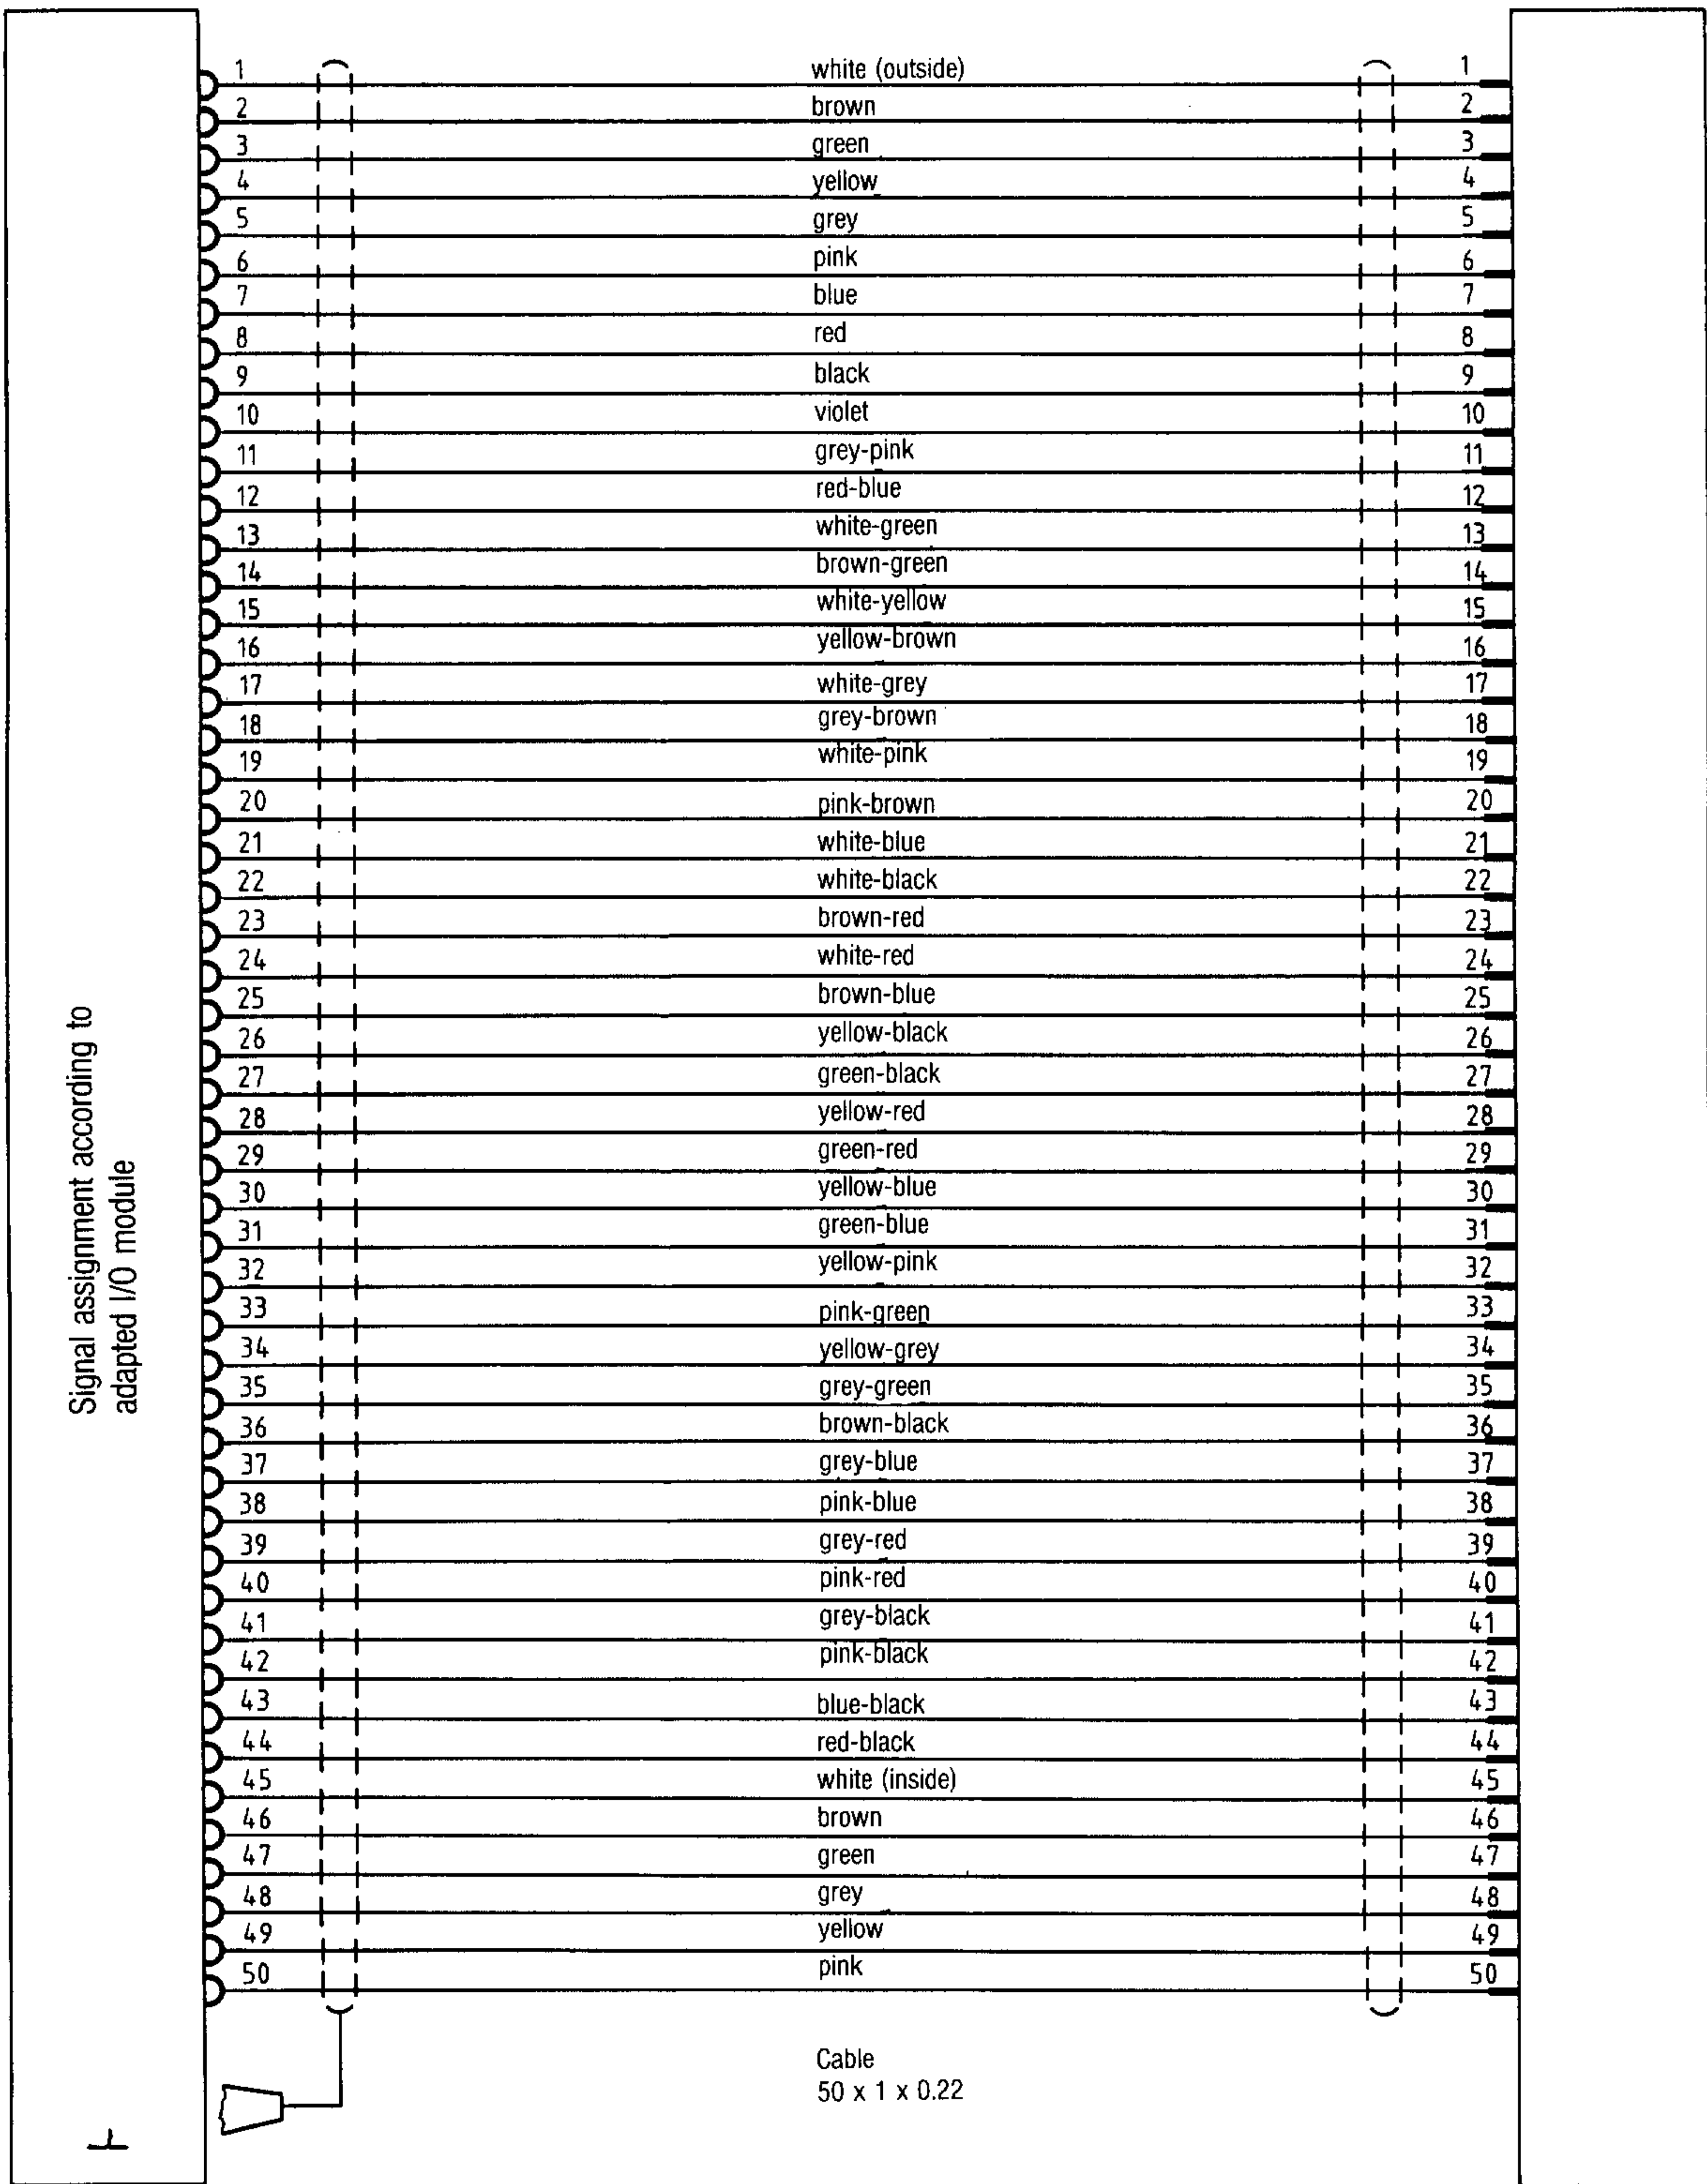 1 white (outside) 1
2 brown 2
3 green 3
4 yellow 4
5 grey 5
6 pink 6
7 blue 7
8 red 8
9 black 9
10 violet 10
11 grey-pink 11
12 red-blue 12
13 white-green 13
14 brown-green 14
15 white-yellow 15
16 yellow-brown 16
17 white-grey 17
18 grey-brown 18
19 white-pink 19
20 pink-brown 20
21 white-blue 21
22 white-black 22
23 brown-red 23
24 white-red 24
25 brown-blue 25
26 yellow-black 26
27 green-black 27
28 yellow-red 28
29 green-red 29
30 yellow-blue 30
31 green-blue 31
32 yellow-pink 32
33 pink-green 33
34 yellow-grey 34
35 grey-green 35
36 brown-black 36
37 grey-blue 37
38 pink-blue 38
39 grey-red 39
40 pink-red 40
41 grey-black 41
42 pink-black 42
43 blue-black 43
44 red-black 44
45 white (inside) 45
46 brown 46
47 green 47
48 grey 48
49 yellow 49
50 pink 50
Signal assignment according to
adapted I/O module
Cable
50 x 1 x 0.22